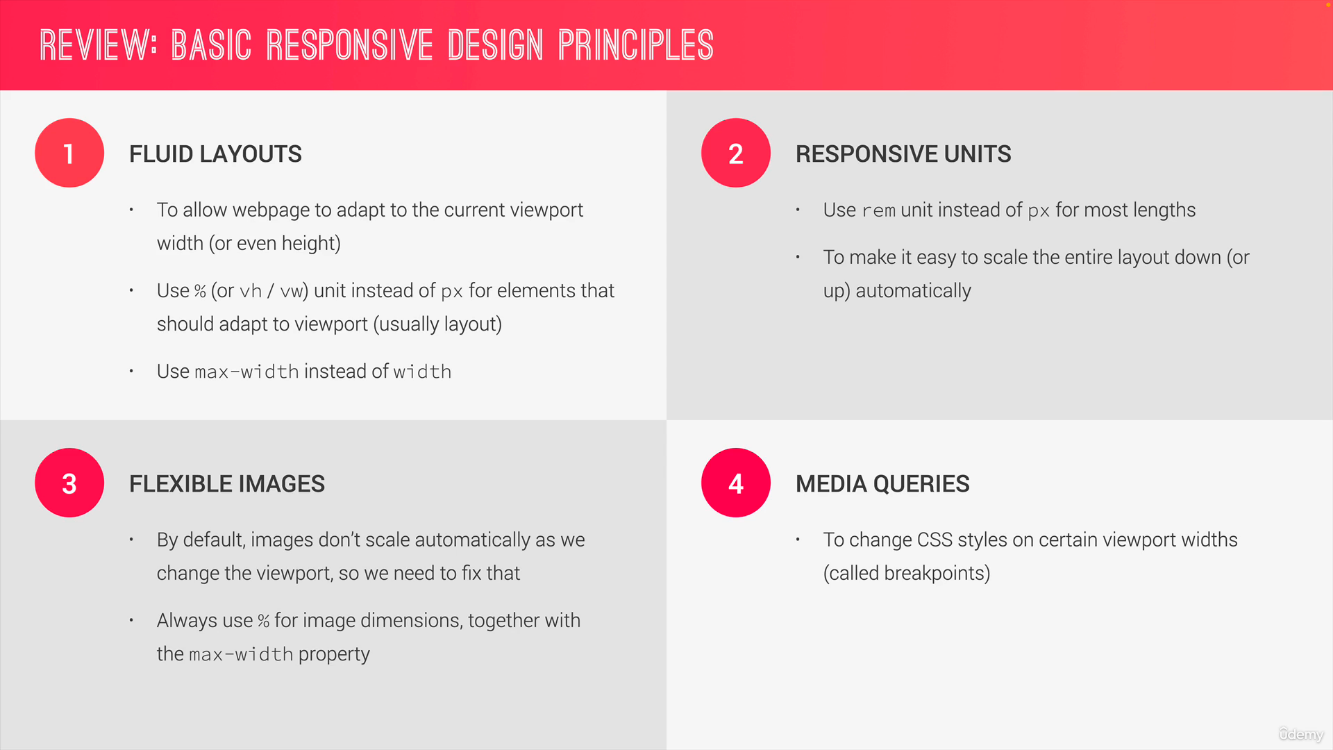 REVIEW: BASIC RESPONSIVE DESIGN PRINCIPLES
1
FLUID LAYOUTS
• To allow webpage to adapt to the current viewport
width (or even height)
• Use % (or vh / vw) unit instead of px for elements that
should adapt to viewport (usually layout)
• Use max-width instead of width
2
RESPONSIVE UNITS
• Use rem unit instead of px for most lengths
• To make it easy to scale the entire layout down (or
up) automatically
3
FLEXIBLE IMAGES
• By default, images don’t scale automatically as we
change the viewport, so we need to fix that
• Always use % for image dimensions, together with
the max-width property
4
MEDIA QUERIES
• To change CSS styles on certain viewport widths
(called breakpoints)
ûdemy